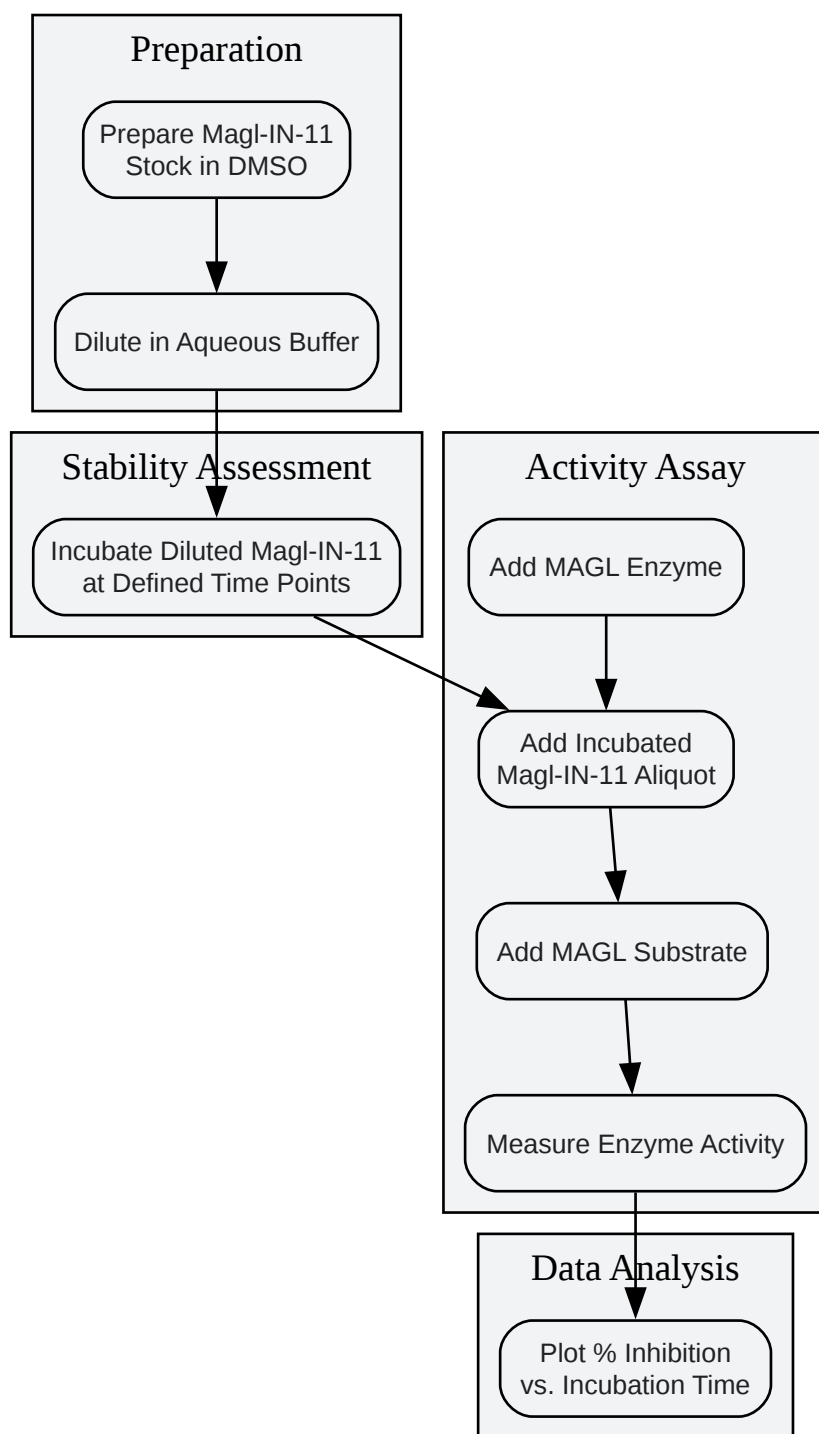 Preparation
Prepare Magl-IN-11
Stock in DMSO
Dilute in Aqueous Buffer
Stability Assessment
Incubate Diluted Magl-IN-11
at Defined Time Points
Activity Assay
Add MAGL Enzyme
Add Incubated
Magl-IN-11 Aliquot
Add MAGL Substrate
Measure Enzyme Activity
Data Analysis
Plot % Inhibition
vs. Incubation Time